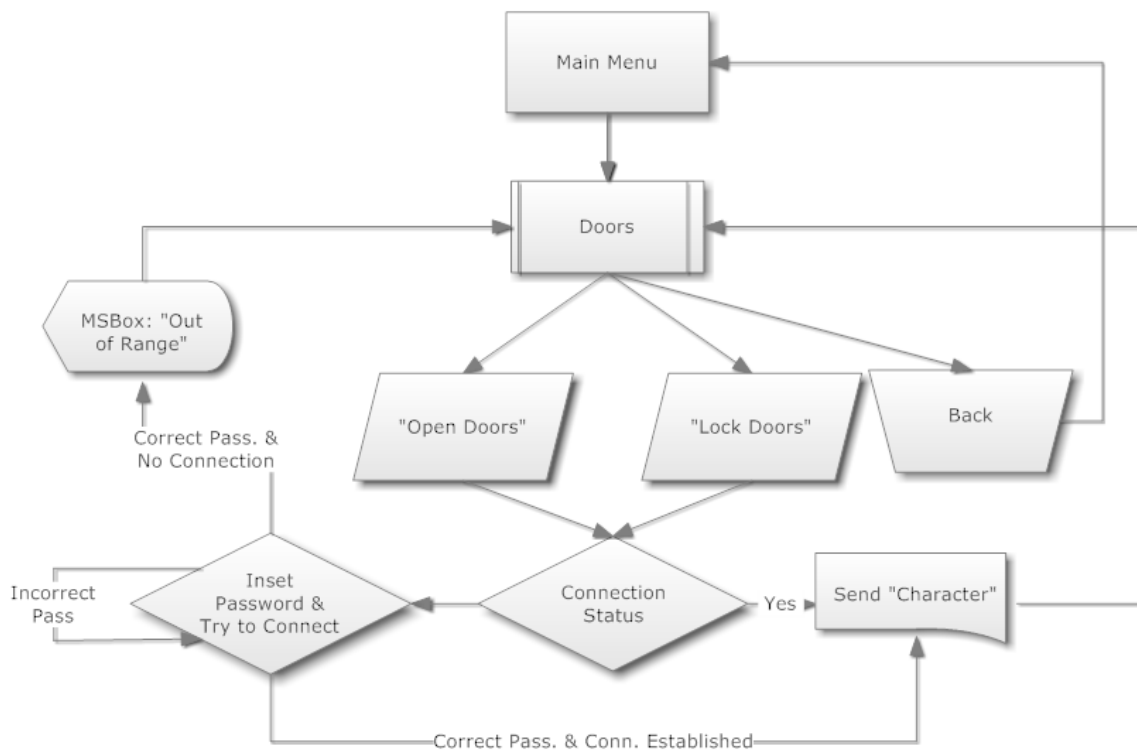 Main Menu
Doors
MSBox: "Out
of Range"
"Open Doors"
"Lock Doors"
Back
Correct Pass. &
No Connection
Incorrect
Pass
Inset
Password &
Try to Connect
Connection
Status
Yes
Send "Character"
Correct Pass. & Conn. Established